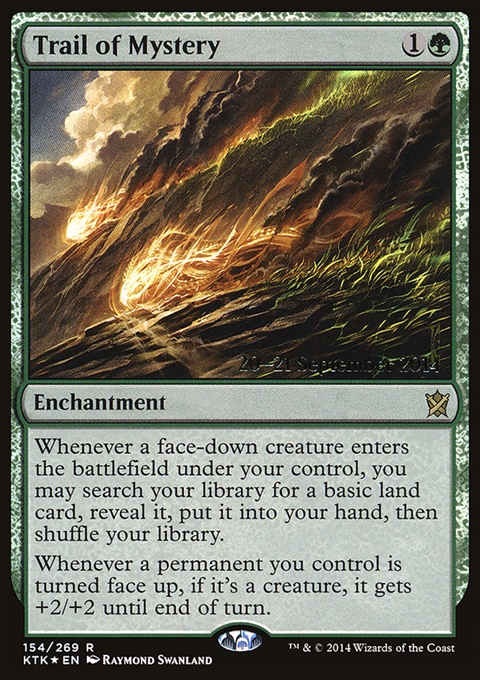 Trail of Mystery 1
20–21 September 2014
Enchantment
Whenever a face-down creature enters
the battlefield under your control, you
may search your library for a basic land
card, reveal it, put it into your hand, then
shuffle your library.
Whenever a permanent you control is
turned face up, if it's a creature, it gets
+2/+2 until end of turn.
154/269 R
KTK★EN Raymond Swanland
™ & © 2014 Wizards of the Coast